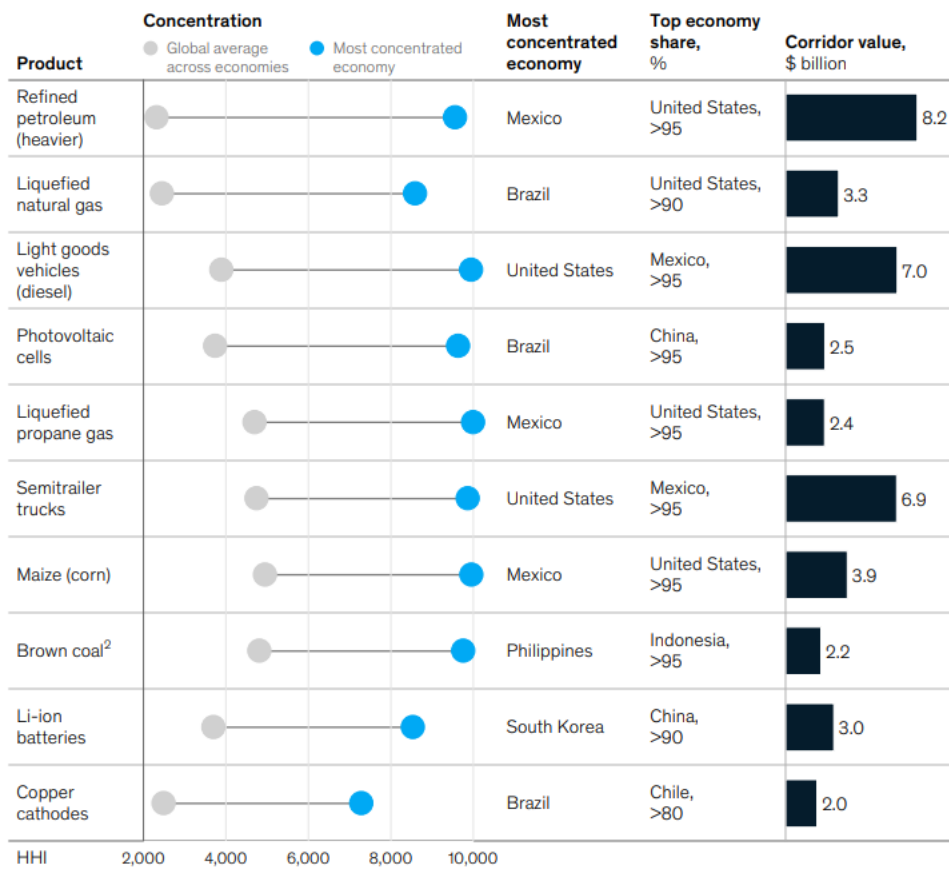 Concentration
Global average
across economies
Most concentrated
economy
Product
Most
concentrated
economy
Top economy
share,
%
Corridor value,
$ billion
Refined
petroleum
(heavier)
Mexico
United States,
>95
8.2
Liquefied
natural gas
Brazil
United States,
>90
3.3
Light goods
vehicles
(diesel)
United States
Mexico,
>95
7.0
Photovoltaic
cells
Brazil
China,
>95
2.5
Liquefied
propane gas
Mexico
United States,
>95
2.4
Semitrailer
trucks
United States
Mexico,
>95
6.9
Maize (corn)
Mexico
United States,
>95
3.9
Brown coal²
Philippines
Indonesia,
>95
2.2
Li-ion
batteries
South Korea
China,
>90
3.0
Copper
cathodes
Brazil
Chile,
>80
2.0
HHI 2,000 4,000 6,000 8,000 10,000